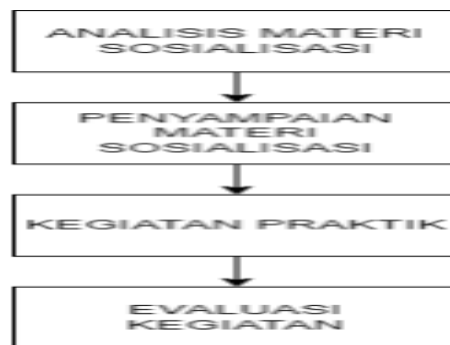 ANALISIS MATERI
SOSIALISASI
PENYAMPAIAN
MATERI
SOSIALISASI
KEGIATAN PRAKTIK
EVALUASI
KEGIATAN